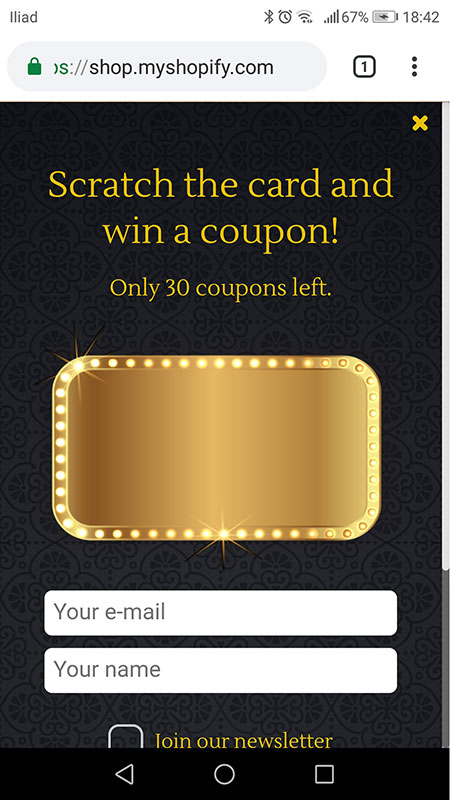 Iliad 67% 18:42
ps://shop.myshopify.com 1
Scratch the card and
win a coupon!
Only 30 coupons left.
Your e-mail
Your name
Join our newsletter